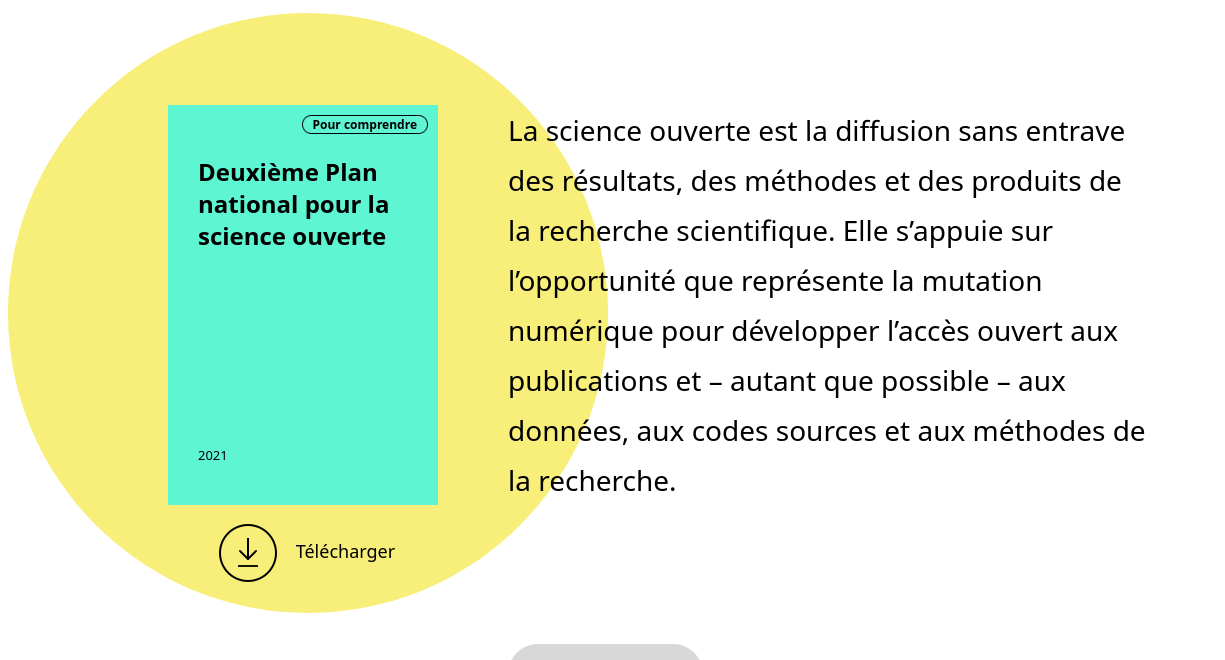 Pour comprendre
Deuxième Plan
national pour la
science ouverte
2021
Télécharger
La science ouverte est la diffusion sans entrave
des résultats, des méthodes et des produits de
la recherche scientifique. Elle s’appuie sur
l’opportunité que représente la mutation
numérique pour développer l’accès ouvert aux
publications et – autant que possible – aux
données, aux codes sources et aux méthodes de
la recherche.